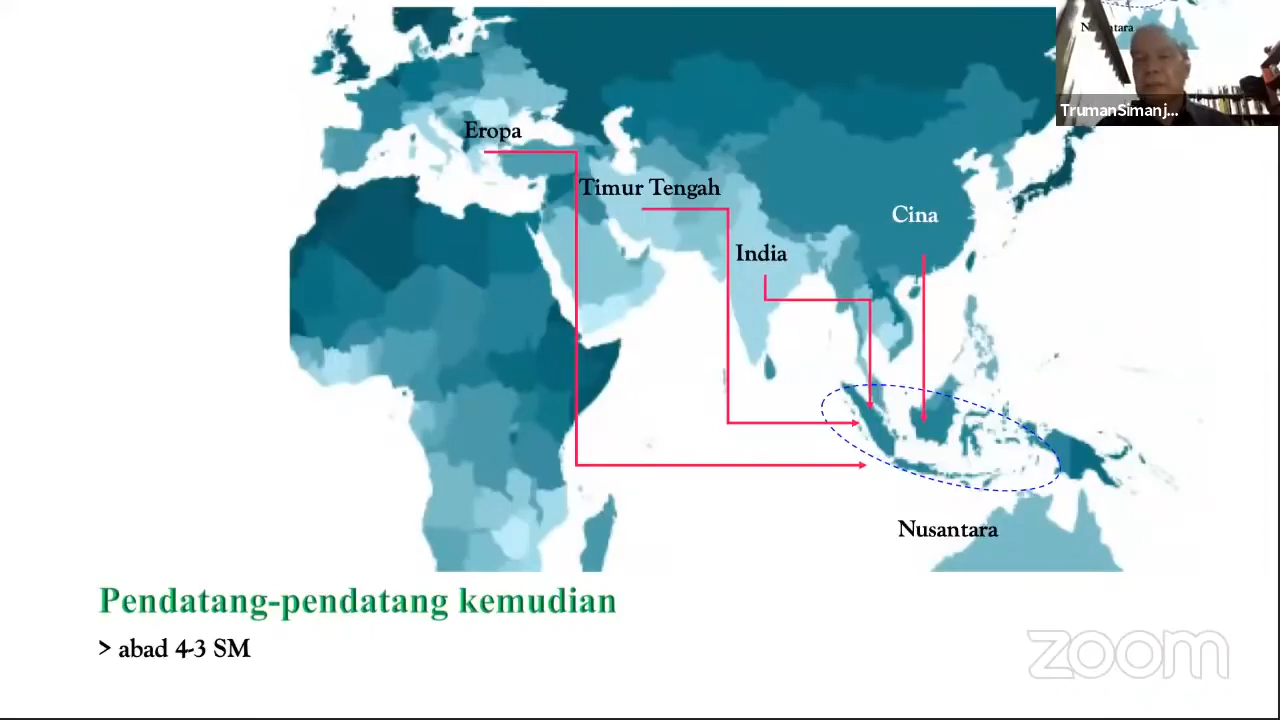 Eropa
Timur Tengah
India
Cina
Nusantara
TrumanSimanj...
Pendatang-pendatang kemudian
> abad 4-3 SM
zoom